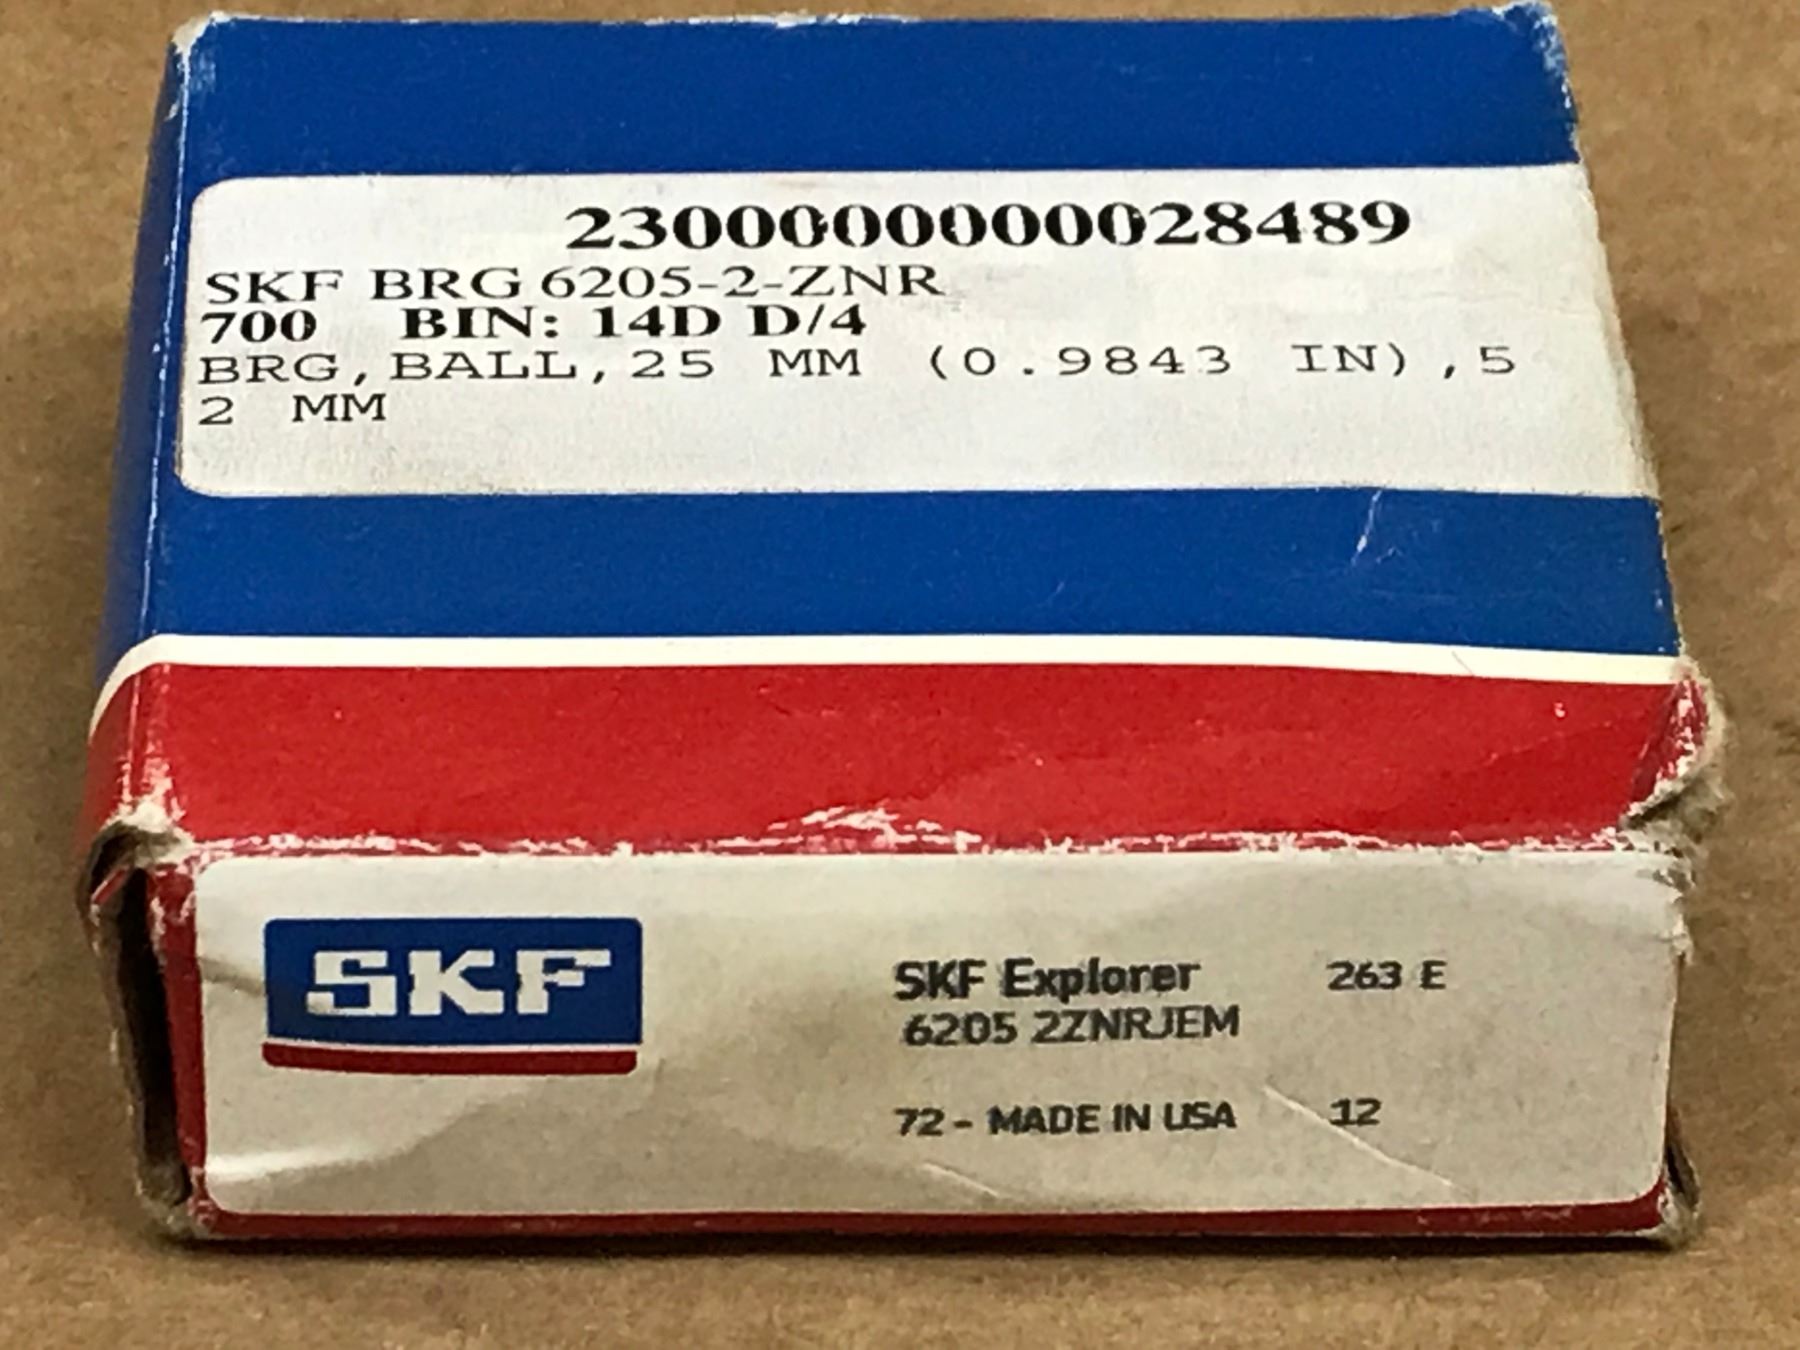 2300000000028489
SKF BRG 6205-2-ZNR
700 BIN: 14D D/4
BRG, BALL, 25 MM (0.9843 IN), 5
2 MM
SKF
SKF Explorer 263 E
6205 2ZNRJEM
72 - MADE IN USA 12